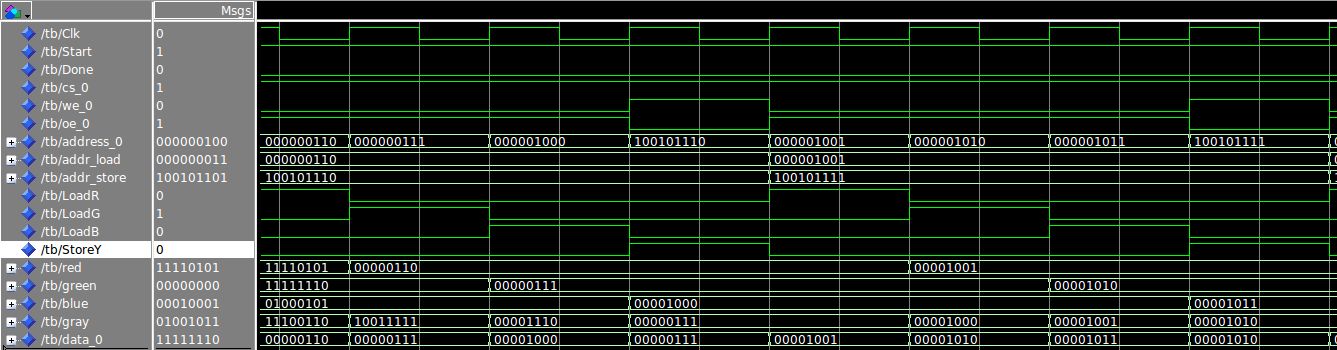 Msgs
/tb/Clk 0
/tb/Start 1
/tb/Done 0
/tb/cs_0 1
/tb/we_0 0
/tb/oe_0 1
/tb/address_0 000000100 000000110 000000111 000001000 100101110 000001001 000001010 000001011 100101111
/tb/addr_load 000000011 000000110 000001001
/tb/addr_store 100101101 100101110 100101111
/tb/LoadR 0
/tb/LoadG 1
/tb/LoadB 0
/tb/StoreY 0
/tb/red 11110101 11110101 00000110 00001001
/tb/green 00000000 11111110 00000111 00001010
/tb/blue 00010001 01000101 00001000 00001011
/tb/gray 01001011 11100110 10011111 00001110 00000111 00001000 00001001 00001010
/tb/data_0 11111110 00000110 00000111 00001000 00000111 00001001 00001010 00001011 00001010